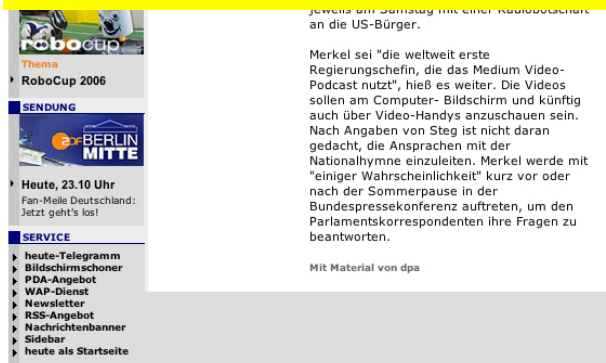 robocup
Thema
RoboCup 2006
SENDUNG
ZDF BERLIN
MITTE
Heute, 23.10 Uhr
Fan-Meile Deutschland:
Jetzt geht's los!
SERVICE
heute-Telegramm
Bildschirmschoner
PDA-Angebot
WAP-Dienst
Newsletter
RSS-Angebot
Nachrichtenbanner
Sidebar
heute als Startseite
jeweils am Samstag mit einer Radiobotschaft
an die US-Bürger.
Merkel sei "die weltweit erste
Regierungschefin, die das Medium Video-
Podcast nutzt", hieß es weiter. Die Videos
sollen am Computer- Bildschirm und künftig
auch über Video-Handys anzuschauen sein.
Nach Angaben von Steg ist nicht daran
gedacht, die Ansprachen mit der
Nationalhymne einzuleiten. Merkel werde mit
"einiger Wahrscheinlichkeit" kurz vor oder
nach der Sommerpause in der
Bundespressekonferenz auftreten, um den
Parlamentskorrespondenten ihre Fragen zu
beantworten.
Mit Material von dpa